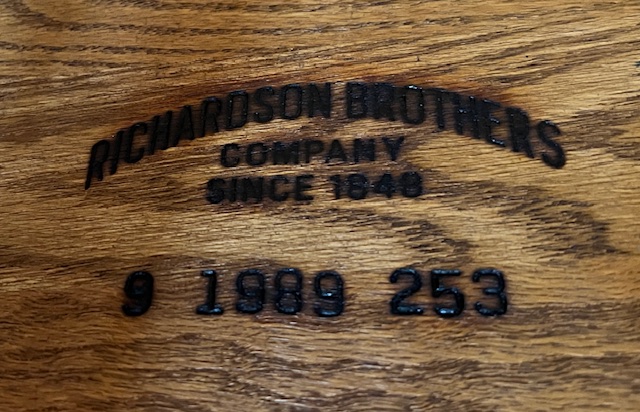 RICHARDSON BROTHERS
COMPANY
SINCE 1848
9 1989 253